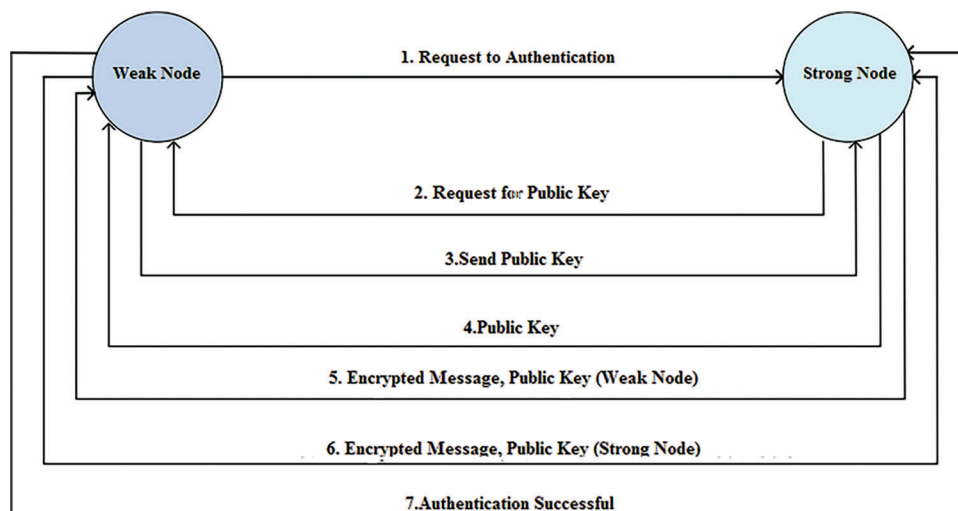 Weak Node
1. Request to Authentication
Strong Node
2. Request for Public Key
3.Send Public Key
4.Public Key
5. Encrypted Message, Public Key (Weak Node)
6. Encrypted Message, Public Key (Strong Node)
7.Authentication Successful